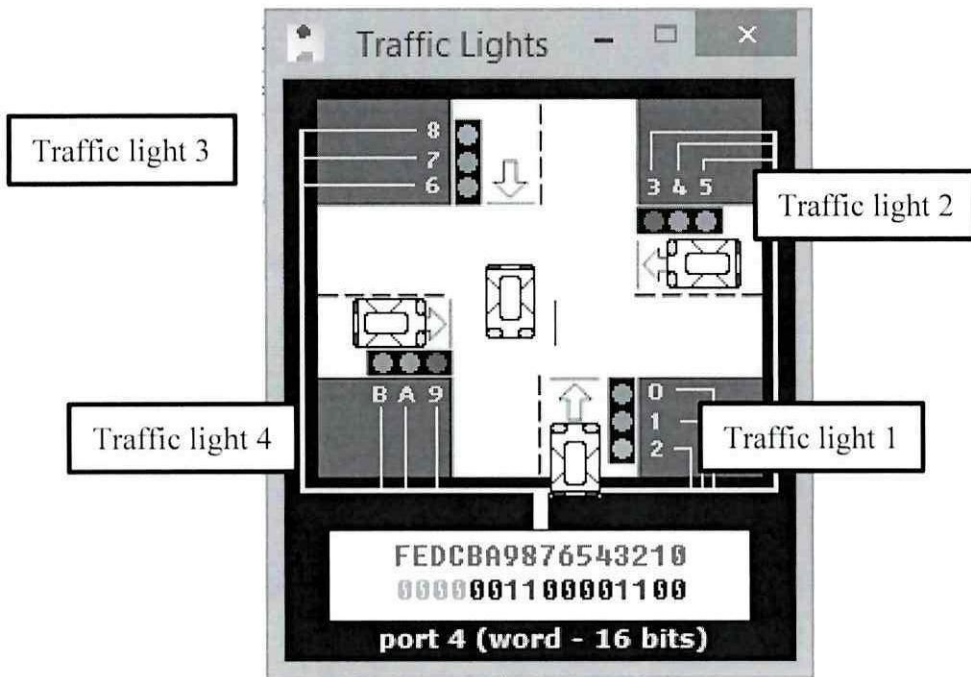 Traffic Lights
Traffic light 3
8
7
6
3 4 5
Traffic light 2
B A 9
0
1
2
Traffic light 4
Traffic light 1
FEDCBA9876543210
0000001100001100
port 4 (word - 16 bits)